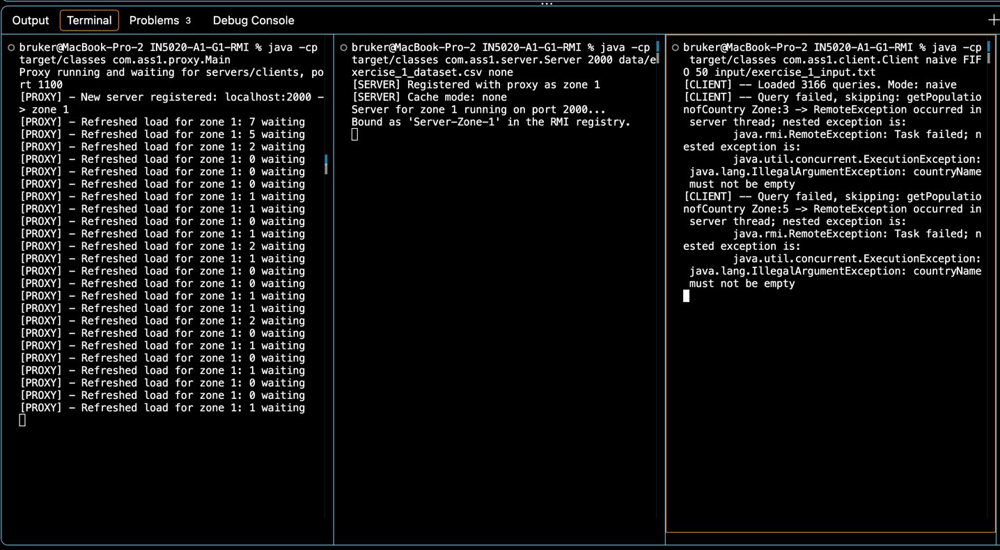 Output Terminal Problems 3 Debug Console
bruker@MacBook-Pro-2 IN5020-A1-G1-RMI % java -cp
target/classes com.ass1.proxy.Main
Proxy running and waiting for servers/clients, po
rt 1100
[PROXY] - New server registered: localhost:2000 -
> zone 1
[PROXY] - Refreshed load for zone 1: 7 waiting
[PROXY] - Refreshed load for zone 1: 5 waiting
[PROXY] - Refreshed load for zone 1: 2 waiting
[PROXY] - Refreshed load for zone 1: 0 waiting
[PROXY] - Refreshed load for zone 1: 0 waiting
[PROXY] - Refreshed load for zone 1: 0 waiting
[PROXY] - Refreshed load for zone 1: 1 waiting
[PROXY] - Refreshed load for zone 1: 1 waiting
[PROXY] - Refreshed load for zone 1: 0 waiting
[PROXY] - Refreshed load for zone 1: 1 waiting
[PROXY] - Refreshed load for zone 1: 2 waiting
[PROXY] - Refreshed load for zone 1: 1 waiting
[PROXY] - Refreshed load for zone 1: 0 waiting
[PROXY] - Refreshed load for zone 1: 0 waiting
[PROXY] - Refreshed load for zone 1: 1 waiting
[PROXY] - Refreshed load for zone 1: 1 waiting
[PROXY] - Refreshed load for zone 1: 2 waiting
[PROXY] - Refreshed load for zone 1: 0 waiting
[PROXY] - Refreshed load for zone 1: 1 waiting
[PROXY] - Refreshed load for zone 1: 0 waiting
[PROXY] - Refreshed load for zone 1: 1 waiting
[PROXY] - Refreshed load for zone 1: 0 waiting
[PROXY] - Refreshed load for zone 1: 0 waiting
[PROXY] - Refreshed load for zone 1: 1 waiting
bruker@MacBook-Pro-2 IN5020-A1-G1-RMI % java -cp
target/classes com.ass1.server.Server 2000 data/e
xercise_1_dataset.csv none
[SERVER] Registered with proxy as zone 1
[SERVER] Cache mode: none
Server for zone 1 running on port 2000...
Bound as 'Server-Zone-1' in the RMI registry.
bruker@MacBook-Pro-2 IN5020-A1-G1-RMI % java -cp
target/classes com.ass1.client.Client naive FIF
O 50 input/exercise_1_input.txt
[CLIENT] -- Loaded 3166 queries. Mode: naive
[CLIENT] -- Query failed, skipping: getPopulatio
nofCountry Zone:3 -> RemoteException occurred in
server thread; nested exception is:
java.rmi.RemoteException: Task failed; n
ested exception is:
java.util.concurrent.ExecutionException:
java.lang.IllegalArgumentException: countryName
must not be empty
[CLIENT] -- Query failed, skipping: getPopulatio
nofCountry Zone:5 -> RemoteException occurred in
server thread; nested exception is:
java.rmi.RemoteException: Task failed; n
ested exception is:
java.util.concurrent.ExecutionException:
java.lang.IllegalArgumentException: countryName
must not be empty